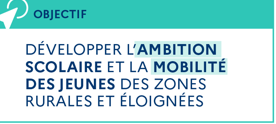 OBJECTIF
DÉVELOPPER L'AMBITION
SCOLAIRE ET LA MOBILITÉ
DES JEUNES DES ZONES
RURALES ET ÉLOIGNÉES